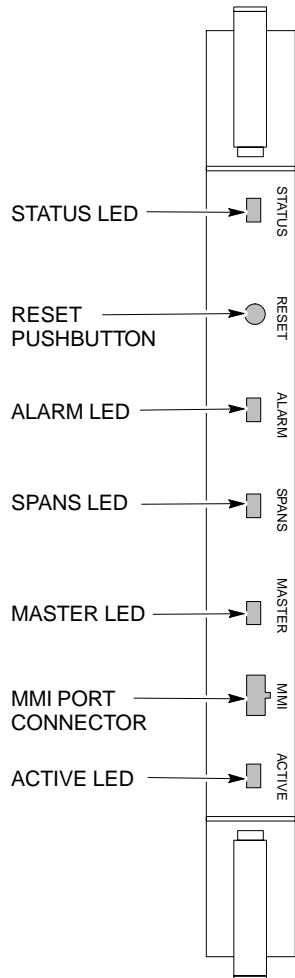 STATUS LED
STATUS
RESET
PUSHBUTTON
RESET
ALARM LED
ALARM
SPANS LED
SPANS
MASTER LED
MASTER
MMI PORT
CONNECTOR
MMI
ACTIVE LED
ACTIVE